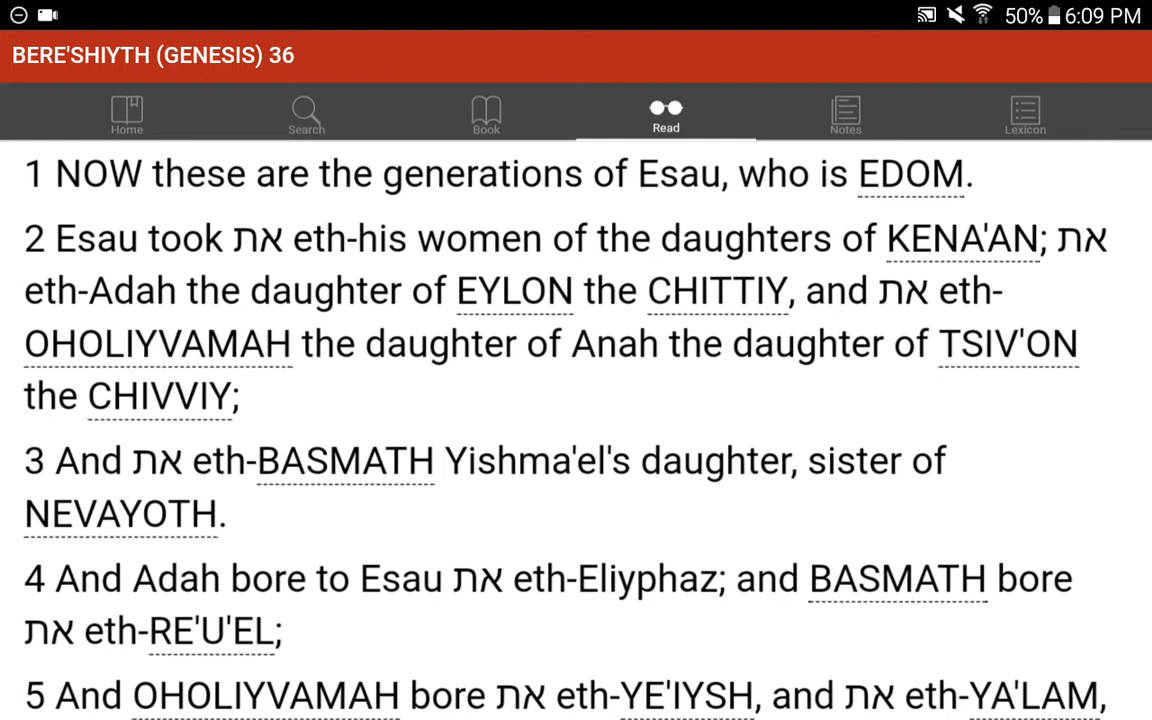 50% 6:09 PM
BERE'SHIYTH (GENESIS) 36
Home Search Book Read Notes Lexicon
1 NOW these are the generations of Esau, who is EDOM.
2 Esau took את eth-his women of the daughters of KENA'AN; את
eth-Adah the daughter of EYLON the CHITTIY, and את eth-
OHOLIYVAMAH the daughter of Anah the daughter of TSIV'ON
the CHIVVIY;
3 And את eth-BASMATH Yishma'el's daughter, sister of
NEVAYOTH.
4 And Adah bore to Esau את eth-Eliyphaz; and BASMATH bore
את eth-RE'U'EL;
5 And OHOLIYVAMAH bore את eth-YE'IYSH, and את eth-YA'LAM,